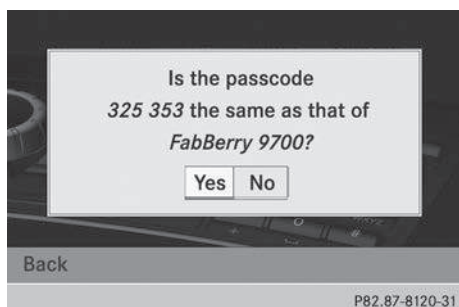 Is the passcode
325 353 the same as that of
FabBerry 9700?
Yes No
Back
P82.87-8120-31